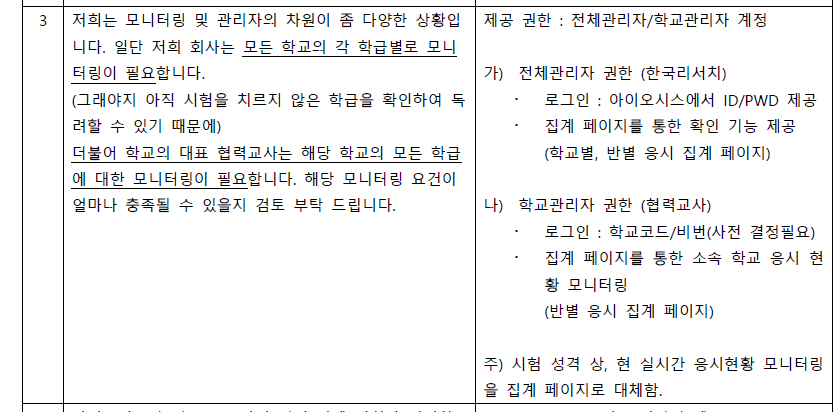 3
저희는 모니터링 및 관리자의 차원이 좀 다양한 상황입
니다. 일단 저희 회사는 모든 학교의 각 학급별로 모니
터링이 필요합니다.
(그래야지 아직 시험을 치르지 않은 학급을 확인하여 독
려할 수 있기 때문에)
더불어 학교의 대표 협력교사는 해당 학교의 모든 학급
에 대한 모니터링이 필요합니다. 해당 모니터링 요건이
얼마나 충족될 수 있을지 검토 부탁 드립니다.
제공 권한 : 전체관리자/학교관리자 계정
가) 전체관리자 권한 (한국리서치)
· 로그인 : 아이오시스에서 ID/PWD 제공
· 집계 페이지를 통한 확인 기능 제공
(학교별, 반별 응시 집계 페이지)
나) 학교관리자 권한 (협력교사)
· 로그인 : 학교코드/비번(사전 결정필요)
· 집계 페이지를 통한 소속 학교 응시 현
황 모니터링
(반별 응시 집계 페이지)
주) 시험 성격 상, 현 실시간 응시현황 모니터링
을 집계 페이지로 대체함.